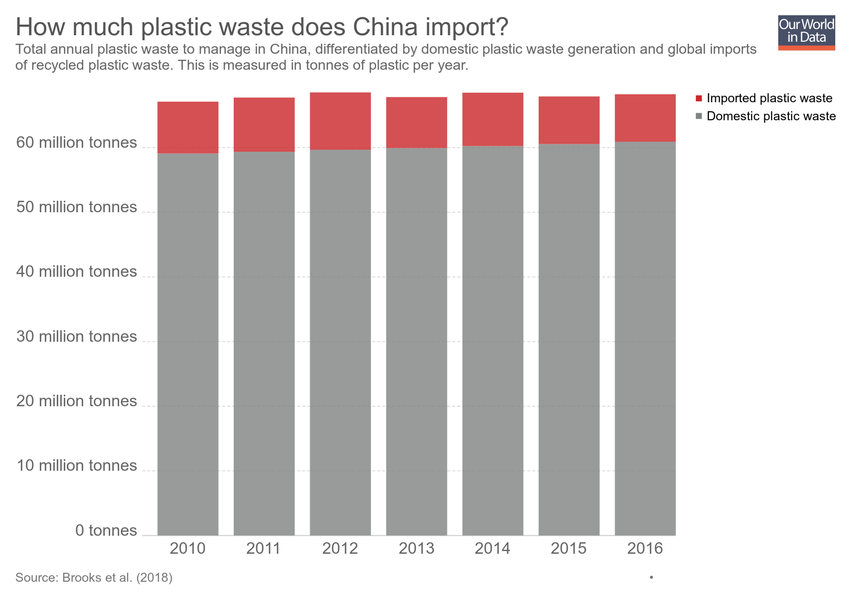 How much plastic waste does China import?
Our World
in Data
Total annual plastic waste to manage in China, differentiated by domestic plastic waste generation and global imports
of recycled plastic waste. This is measured in tonnes of plastic per year.
Imported plastic waste
Domestic plastic waste
60 million tonnes
50 million tonnes
40 million tonnes
30 million tonnes
20 million tonnes
10 million tonnes
0 tonnes
2010 2011 2012 2013 2014 2015 2016
Source: Brooks et al. (2018)